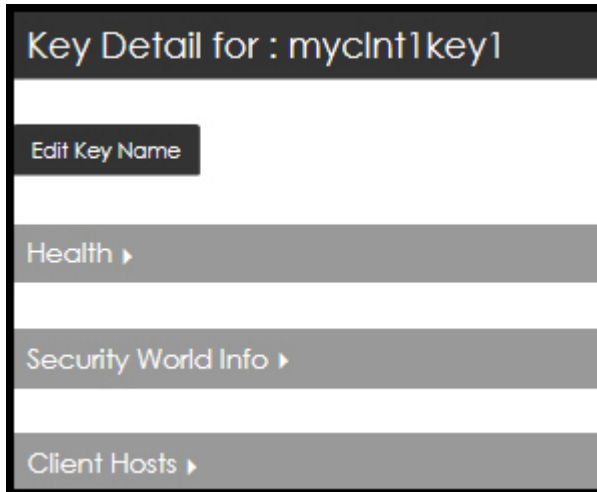 Key Detail for : myclnt1key1
Edit Key Name
Health
Security World Info
Client Hosts